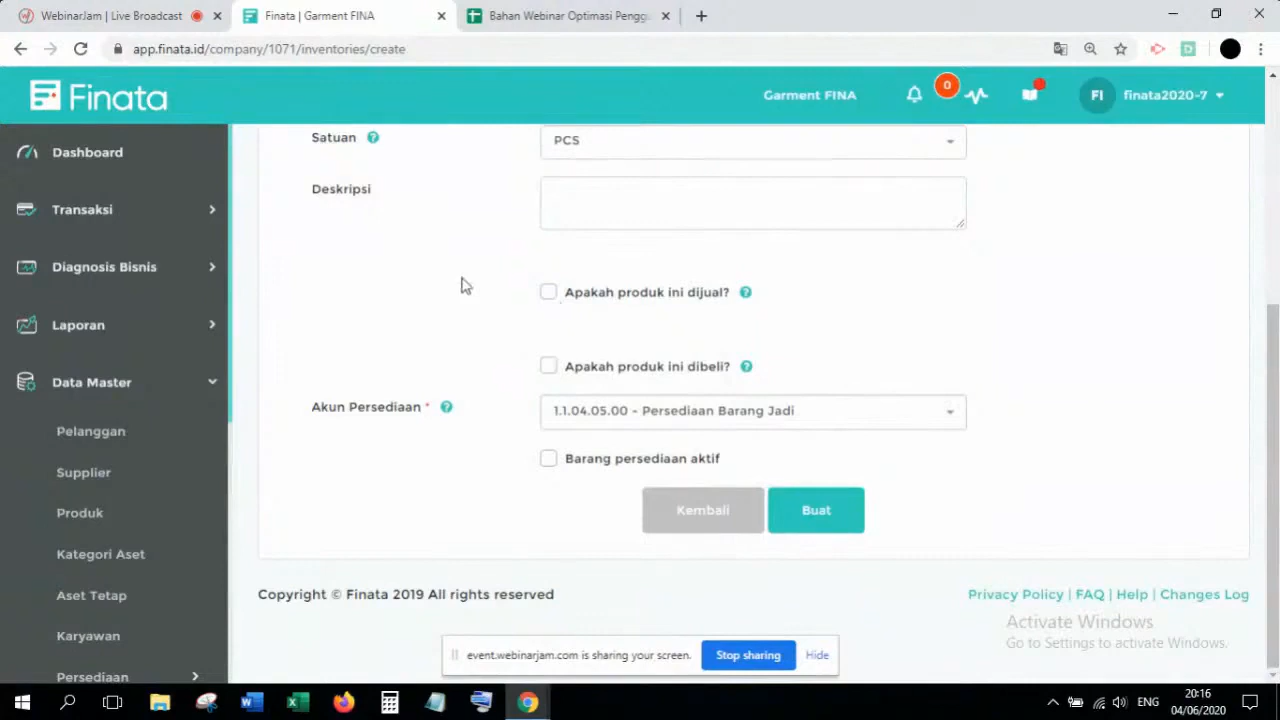 WebinarJam | Live Broadcast
Finata | Garment FINA
Bahan Webinar Optimasi Pengg
app.finata.id/company/1071/inventories/create
Finata
Garment FINA
0
FI
finata2020-7
Dashboard
Transaksi
Diagnosis Bisnis
Laporan
Data Master
Pelanggan
Supplier
Produk
Kategori Aset
Aset Tetap
Karyawan
Persediaan
Satuan ?
PCS
Deskripsi
Apakah produk ini dijual? ?
Apakah produk ini dibeli? ?
Akun Persediaan * ?
1.1.04.05.00 - Persediaan Barang Jadi
Barang persediaan aktif
Kembali
Buat
Copyright © Finata 2019 All rights reserved
Privacy Policy | FAQ | Help | Changes Log
Activate Windows
Go to Settings to activate Windows.
event.webinarjam.com is sharing your screen.
Stop sharing
Hide
ENG
20:16
04/06/2020